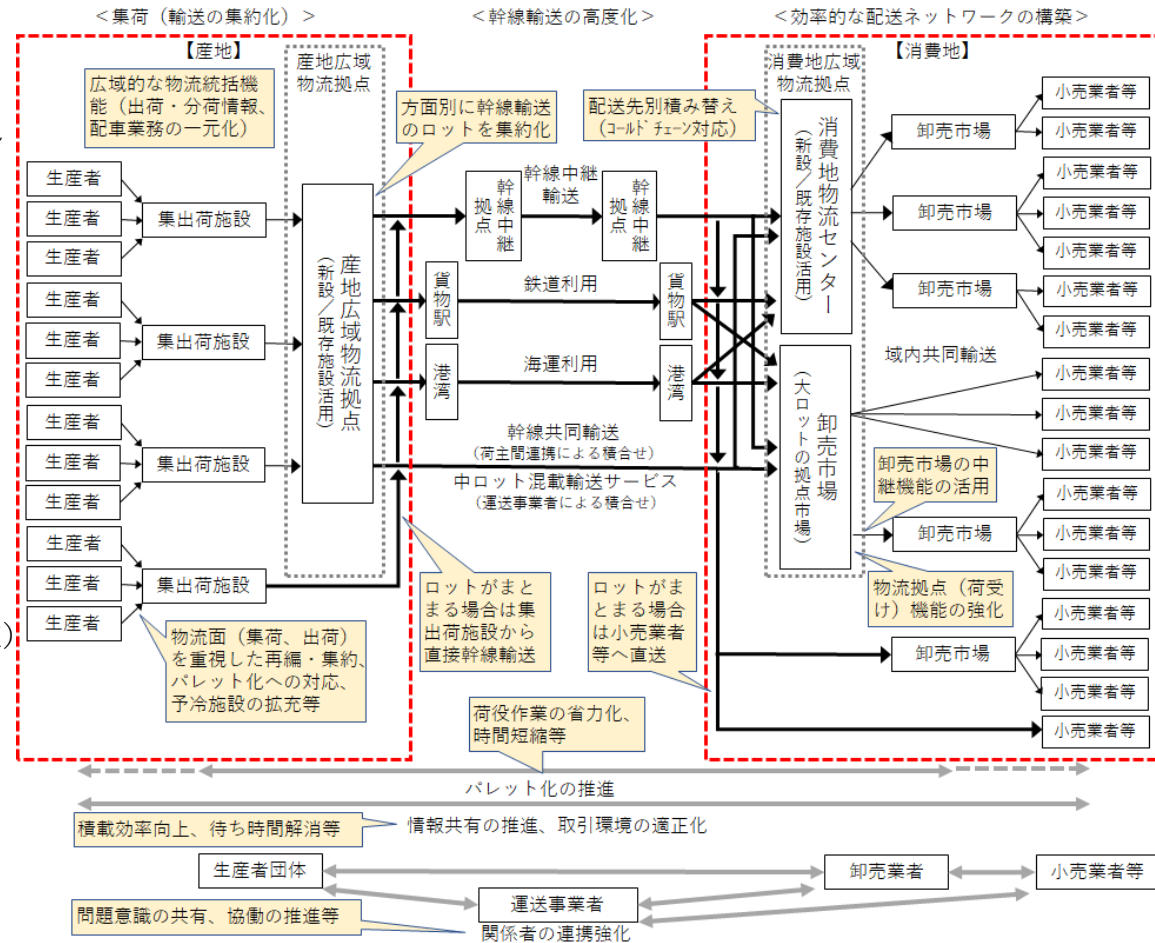 ＜集荷（輸送の集約化）＞
＜幹線輸送の高度化＞
＜効率的な配送ネットワークの構築＞
【産地】
産地広域
物流拠点
広域的な物流統括機
能（出荷・分荷情報、
配車業務の一元化）
方面別に幹線輸送
のロットを集約化
生産者
生産者
生産者
集出荷施設
生産者
生産者
生産者
集出荷施設
生産者
生産者
生産者
集出荷施設
生産者
生産者
生産者
集出荷施設
産地広域物流拠点
（新設／既存施設活用）
物流面（集荷、出荷）
を重視した再編・集約、
パレット化への対応、
予冷施設の拡充等
ロットがまと
まる場合は集
出荷施設から
直接幹線輸送
幹線中継
拠点
幹線中継
輸送
幹線中継
拠点
貨物駅
鉄道利用
貨物駅
港湾
海運利用
港湾
幹線共同輸送
（荷主間連携による積合せ）
中ロット混載輸送サービス
（運送事業者による積合せ）
【消費地】
消費地広域
物流拠点
配送先別積み替え
（ｺｰﾙﾄﾞﾁｪｰﾝ対応）
消費地物流センター
（新設／既存施設活用）
卸売市場
（大ロットの拠点市場）
卸売市場
小売業者等
小売業者等
卸売市場
小売業者等
小売業者等
小売業者等
卸売市場
小売業者等
小売業者等
域内共同輸送
小売業者等
小売業者等
小売業者等
卸売市場の中
継機能の活用
卸売市場
小売業者等
小売業者等
小売業者等
物流拠点（荷受
け）機能の強化
ロットがま
とまる場合
は小売業者
等へ直送
卸売市場
小売業者等
小売業者等
小売業者等
小売業者等
）
荷役作業の省力化、
時間短縮等
パレット化の推進
積載効率向上、待ち時間解消等
情報共有の推進、取引環境の適正化
生産者団体
卸売業者
小売業者等
運送事業者
問題意識の共有、協働の推進等
関係者の連携強化